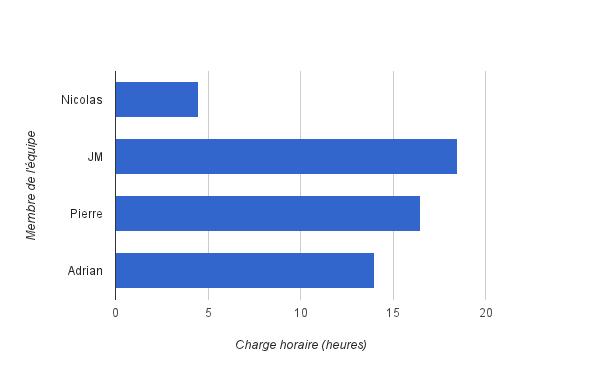 Membre de l'équipe
Nicolas
JM
Pierre
Adrian
0 5 10 15 20
Charge horaire (heures)